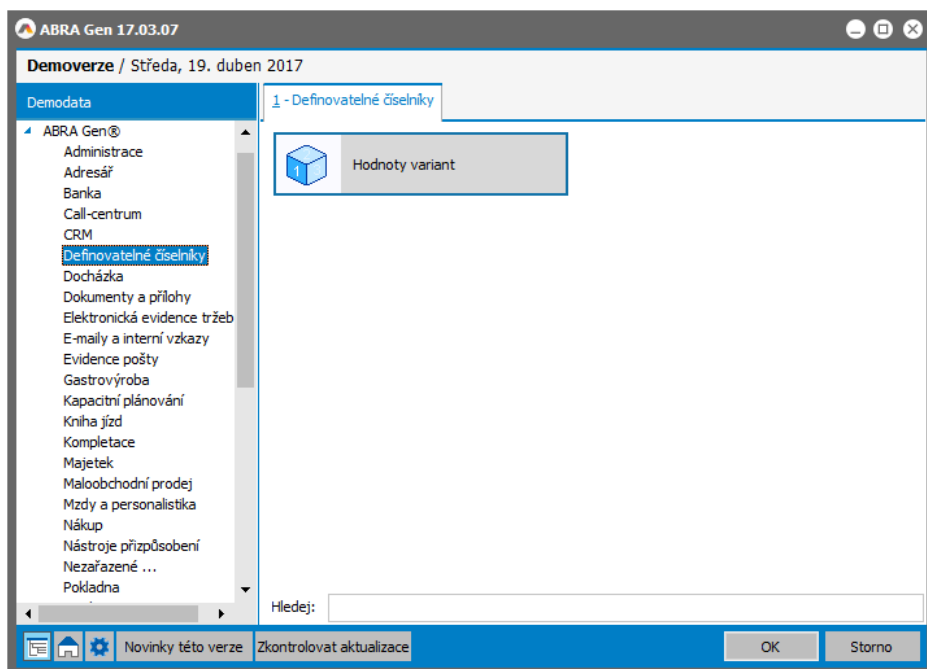 ABRA Gen 17.03.07
Demoverze / Středa, 19. duben 2017
Demodata
1 - Definovatelné číselníky
ABRA Gen®
Administrace
Adresář
Banka
Call-centrum
CRM
Definovatelné číselníky
Docházka
Dokumenty a přílohy
Elektronická evidence tržeb
E-maily a interní vzkazy
Evidence pošty
Gastrovýroba
Kapacitní plánování
Kniha jízd
Kompletace
Majetek
Maloobchodní prodej
Mzdy a personalistika
Nákup
Nástroje přizpůsobení
Nezařazené ...
Pokladna
1
Hodnoty variant
Hledej:
Novinky této verze
Zkontrolovat aktualizace
OK
Storno